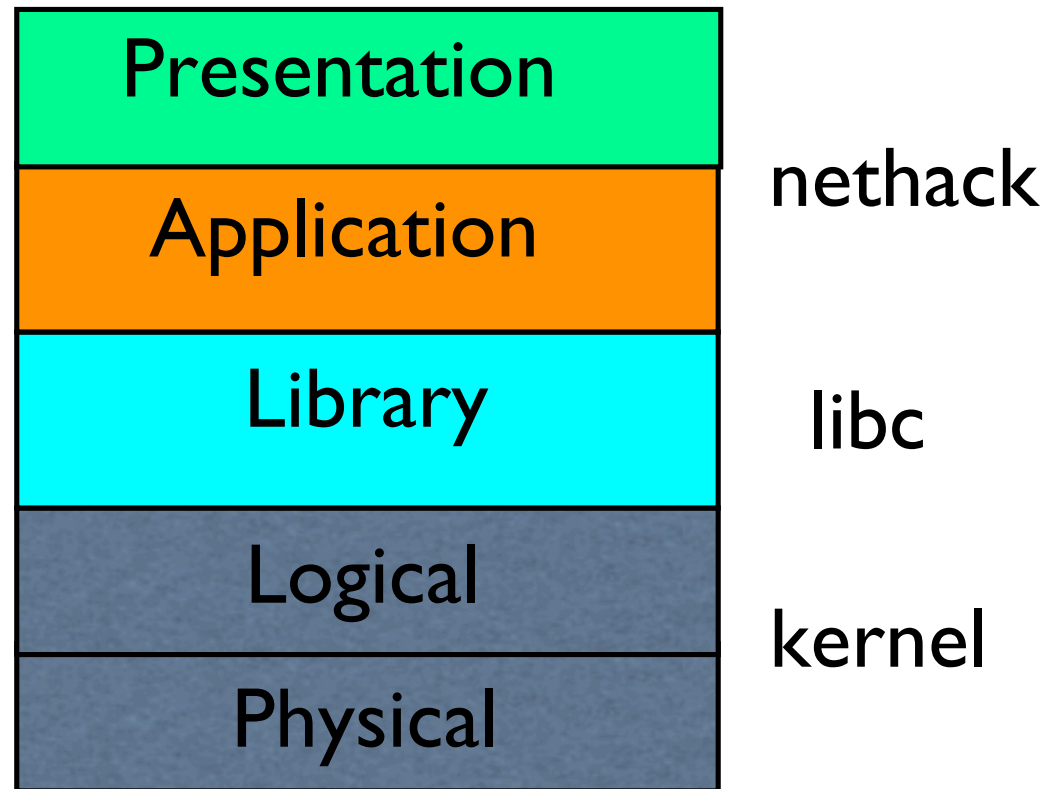 Presentation
nethack
Application
Library
libc
Logical
kernel
Physical